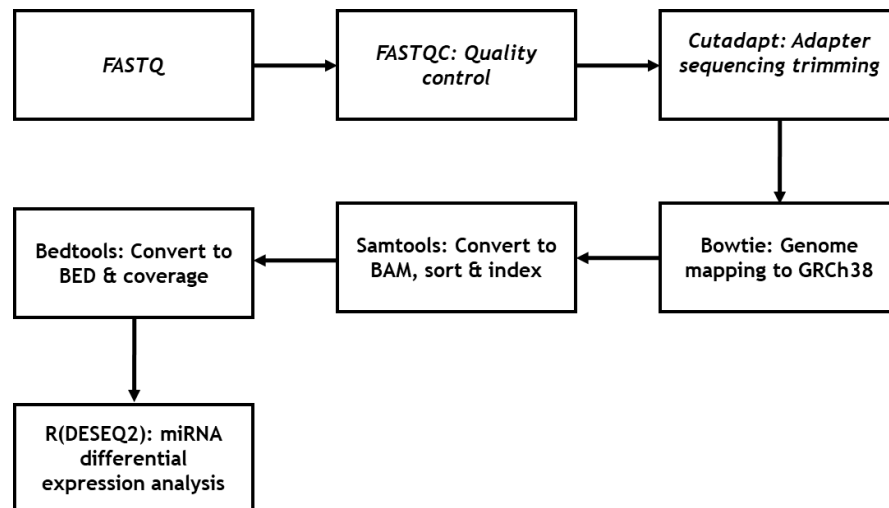 FASTQ
FASTQC: Quality
control
Cutadapt: Adapter
sequencing trimming
Bowtie: Genome
mapping to GRCh38
Samtools: Convert to
BAM, sort & index
Bedtools: Convert to
BED & coverage
R(DESEQ2): miRNA
differential
expression analysis